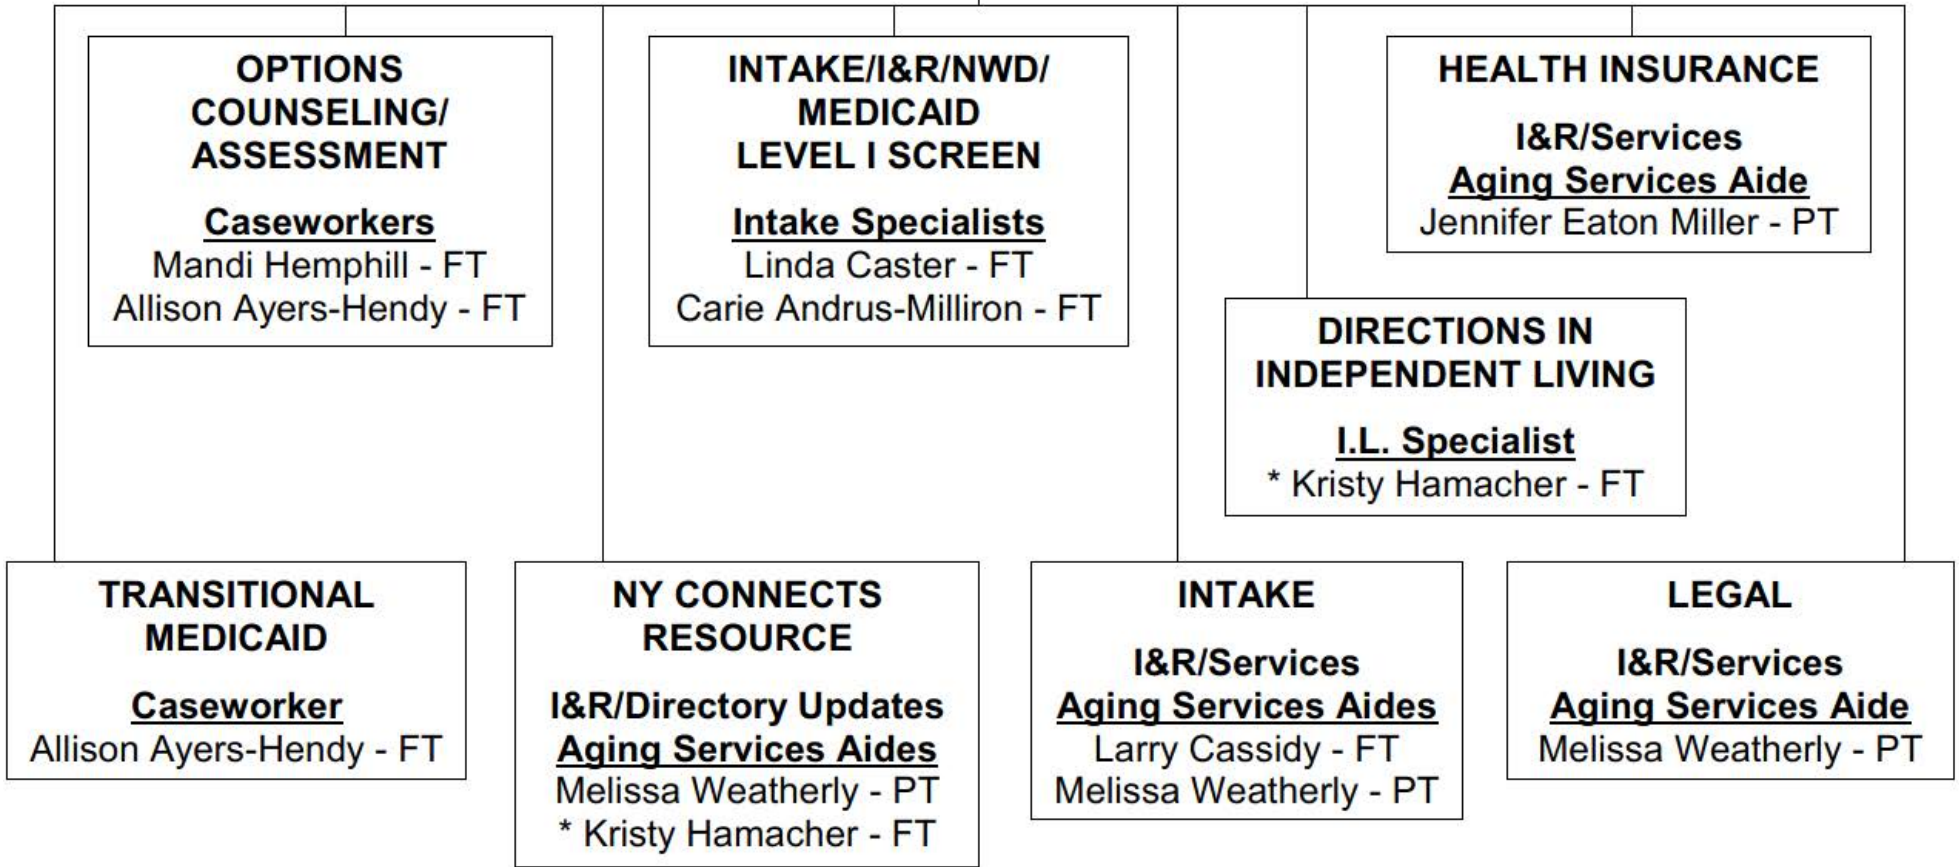 OPTIONS
COUNSELING/
ASSESSMENT
Caseworkers
Mandi Hemphill - FT
Allison Ayers-Hendy - FT
INTAKE/I&R/NWD/
MEDICAID
LEVEL I SCREEN
Intake Specialists
Linda Caster - FT
Carie Andrus-Milliron - FT
HEALTH INSURANCE
I&R/Services
Aging Services Aide
Jennifer Eaton Miller - PT
DIRECTIONS IN
INDEPENDENT LIVING
I.L. Specialist
* Kristy Hamacher - FT
TRANSITIONAL
MEDICAID
Caseworker
Allison Ayers-Hendy - FT
NY CONNECTS
RESOURCE
I&R/Directory Updates
Aging Services Aides
Melissa Weatherly - PT
* Kristy Hamacher - FT
INTAKE
I&R/Services
Aging Services Aides
Larry Cassidy - FT
Melissa Weatherly - PT
LEGAL
I&R/Services
Aging Services Aide
Melissa Weatherly - PT